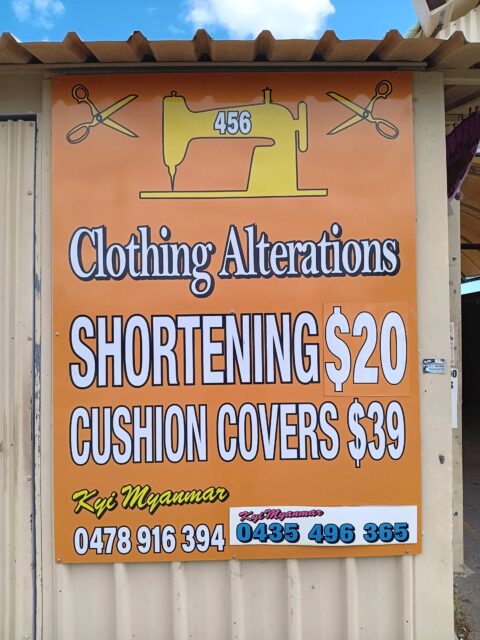 456
Clothing Alterations
SHORTENING $20
CUSHION COVERS $39
Kyi Myanmar
0478 916 394
Kyi Myanmar
0435 496 365